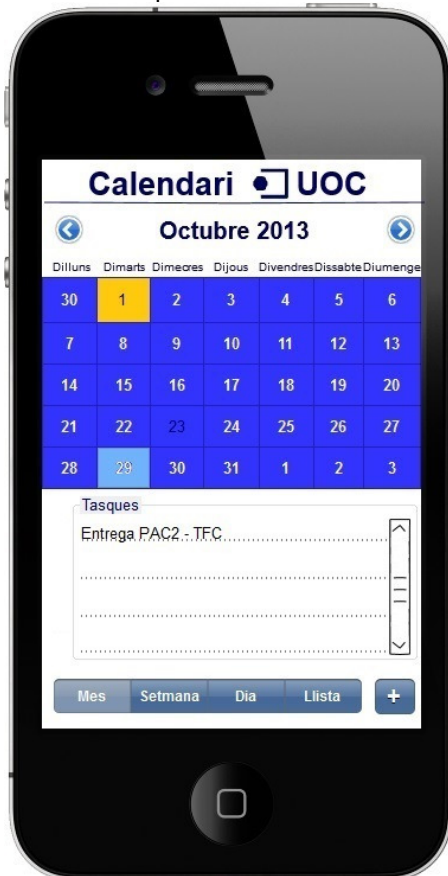 Calendari UOC
Octubre 2013
Dilluns Dimarts Dimecres Dijous Divendres Dissabte Diumenge
30 1 2 3 4 5 6
7 8 9 10 11 12 13
14 15 16 17 18 19 20
21 22 23 24 25 26 27
28 29 30 31 1 2 3
Tasques
Entrega PAC2 - TFC
Mes Setmana Dia Llista +